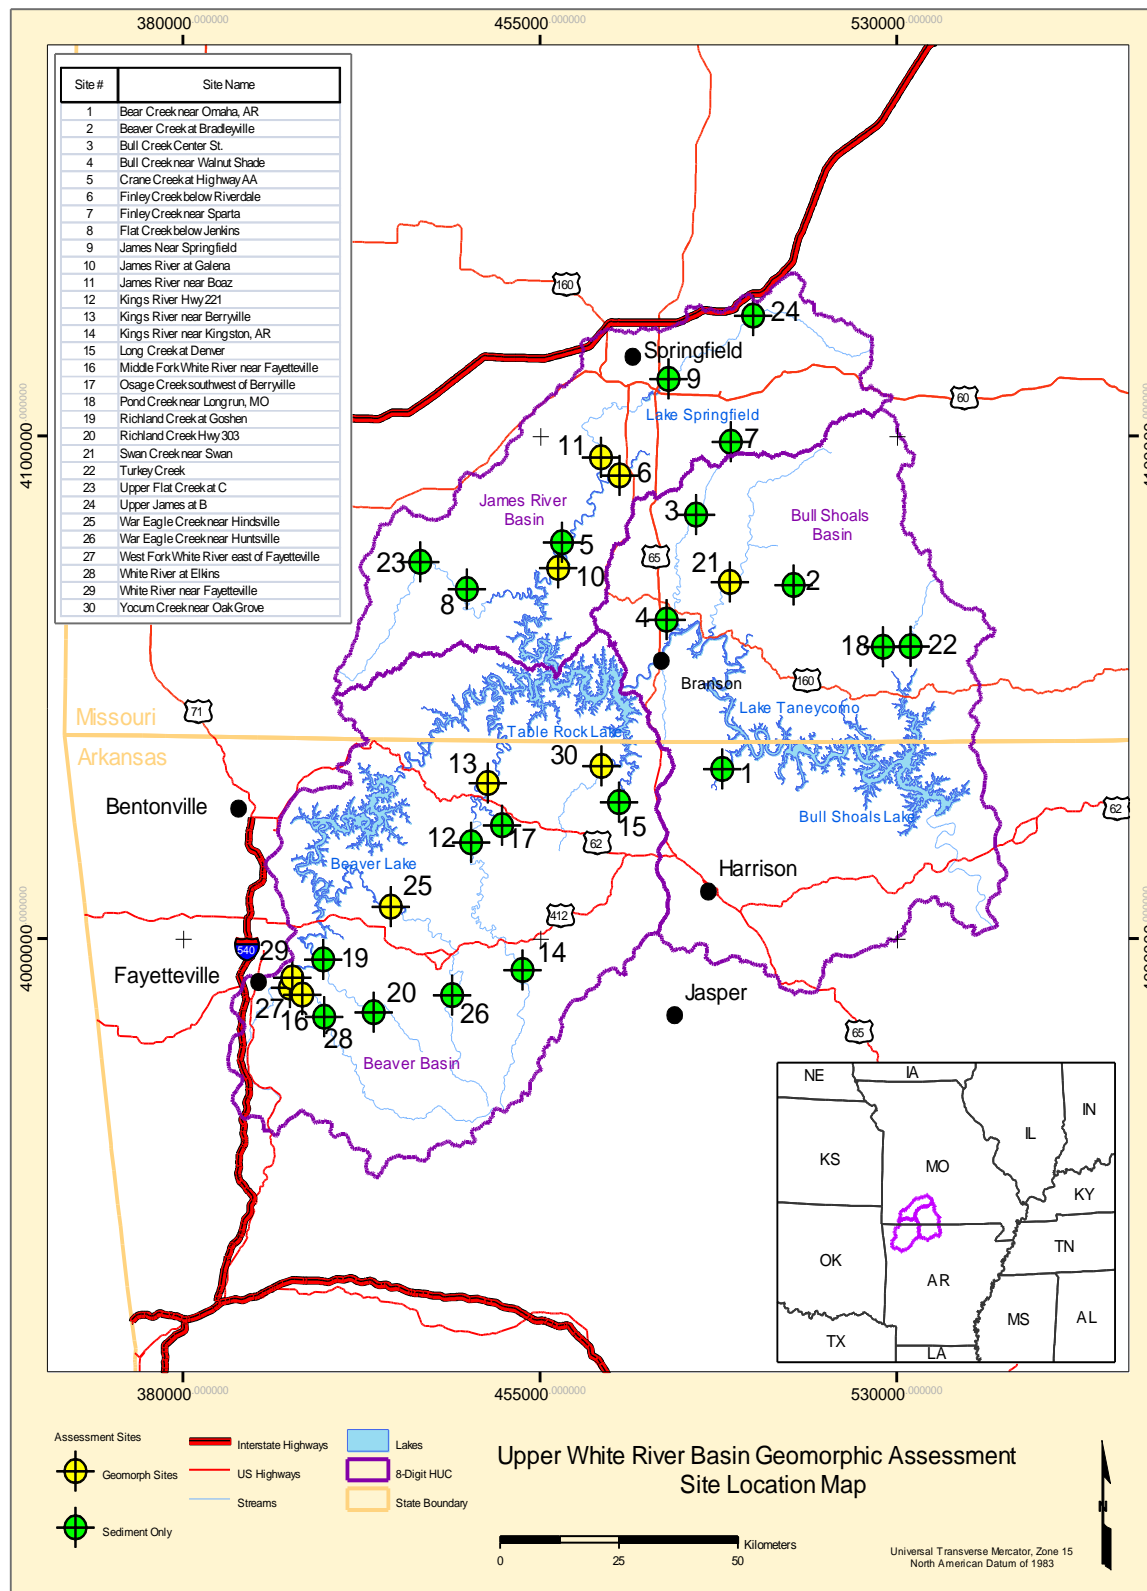 380000.000000 455000.000000 530000.000000
Site # Site Name
1 Bear Creek near Omaha, AR
2 Beaver Creek at Bradleyville
3 Bull Creek Center St.
4 Bull Creek near Walnut Shade
5 Crane Creek at Highway AA
6 Finley Creek below Riverdale
7 Finley Creek near Sparta
8 Flat Creek below Jenkins
9 James Near Springfield
10 James River at Galena
11 James River near Boaz
12 Kings River Hwy 221
13 Kings River near Berryville
14 Kings River near Kingston, AR
15 Long Creek at Denver
16 Middle Fork White River near Fayetteville
17 Osage Creek southwest of Berryville
18 Pond Creek near Longrun, MO
19 Richland Creek at Goshen
20 Richland Creek Hwy 303
21 Swan Creek near Swan
22 Turkey Creek
23 Upper Flat Creek at C
24 Upper James at B
25 War Eagle Creek near Hindsville
26 War Eagle Creek near Huntsville
27 West Fork White River east of Fayetteville
28 White River at Elkins
29 White River near Fayetteville
30 Yocum Creek near Oak Grove
160
24
Springfield
9
60
Lake Springfield
4100000.000000
4100000.000000
7
11
6
James River
Basin
3
Bull Shoals
Basin
5
65
23
10
21
2
8
4
18
22
Branson
160
Lake Taneycomo
71
Missouri
Table Rock Lake
Arkansas
30
13
1
Bentonville
15
17
12
62
62
Bull Shoals Lake
Beaver Lake
Harrison
25
412
4000000.000000
4000000.000000
540
29
19
14
Fayetteville
27
16
20
26
28
Jasper
65
Beaver Basin
NE
IA
IN
IL
KS
MO
KY
OK
TN
AR
MS
AL
TX
LA
380000.000000 455000.000000 530000.000000
Assessment Sites
Geomorph Sites
Sediment Only
Interstate Highways
US Highways
Streams
Lakes
8-Digit HUC
State Boundary
Upper White River Basin Geomorphic Assessment
Site Location Map
0 25 50
Kilometers
N
Universal Transverse Mercator, Zone 15
North American Datum of 1983